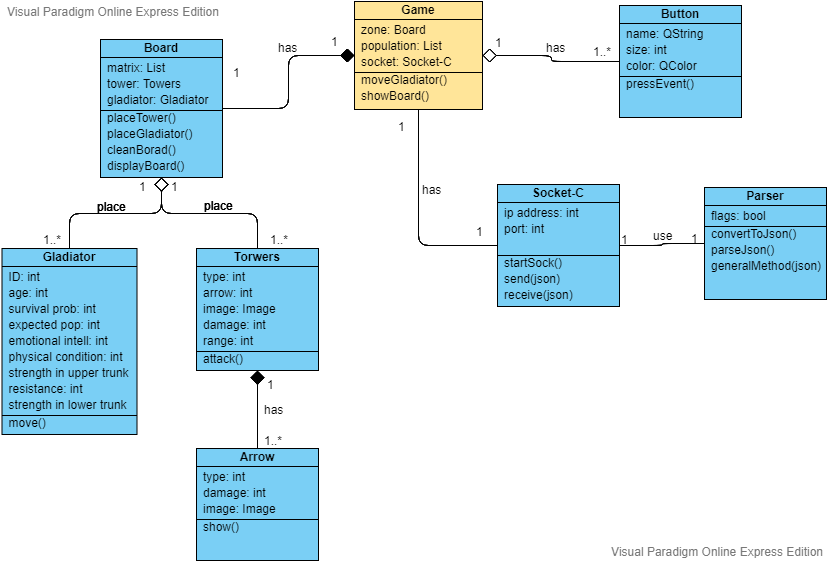 Visual Paradigm Online Express Edition
Game
zone: Board
population: List
socket: Socket-C
moveGladiator()
showBoard()
Button
name: QString
size: int
color: QColor
pressEvent()
1
has
1..*
Board
matrix: List
tower: Towers
gladiator: Gladiator
placeTower()
placeGladiator()
cleanBorad()
displayBoard()
1
has
1
1
has
1
Socket-C
ip address: int
port: int
startSock()
send(json)
receive(json)
1
use
1
Parser
flags: bool
convertToJson()
parseJson()
generalMethod(json)
1
1
place
place
1..*
1..*
Gladiator
ID: int
age: int
survival prob: int
expected pop: int
emotional intell: int
physical condition: int
strength in upper trunk
resistance: int
strength in lower trunk
move()
Torwers
type: int
arrow: int
image: Image
damage: int
range: int
attack()
1
has
1..*
Arrow
type: int
damage: int
image: Image
show()
Visual Paradigm Online Express Edition